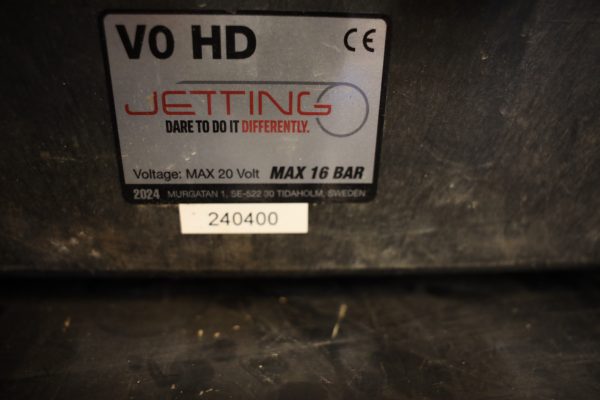 V0 HD CE
JETTING
DARE TO DO IT DIFFERENTLY.
Voltage: MAX 20 Volt MAX 16 BAR
2024 MURGATAN 1, SE-522 30 TIDAHOLM, SWEDEN
240400